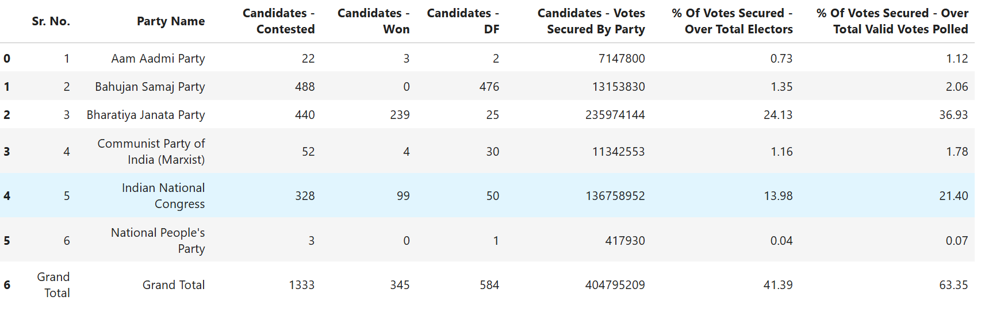 Sr. No. Party Name Candidates - Contested Candidates - Won Candidates - DF Candidates - Votes Secured By Party % Of Votes Secured - Over Total Electors % Of Votes Secured - Over Total Valid Votes Polled
0 1 Aam Aadmi Party 22 3 2 7147800 0.73 1.12
1 2 Bahujan Samaj Party 488 0 476 13153830 1.35 2.06
2 3 Bharatiya Janata Party 440 239 25 235974144 24.13 36.93
3 4 Communist Party of India (Marxist) 52 4 30 11342553 1.16 1.78
4 5 Indian National Congress 328 99 50 136758952 13.98 21.40
5 6 National People's Party 3 0 1 417930 0.04 0.07
6 Grand Total Grand Total 1333 345 584 404795209 41.39 63.35